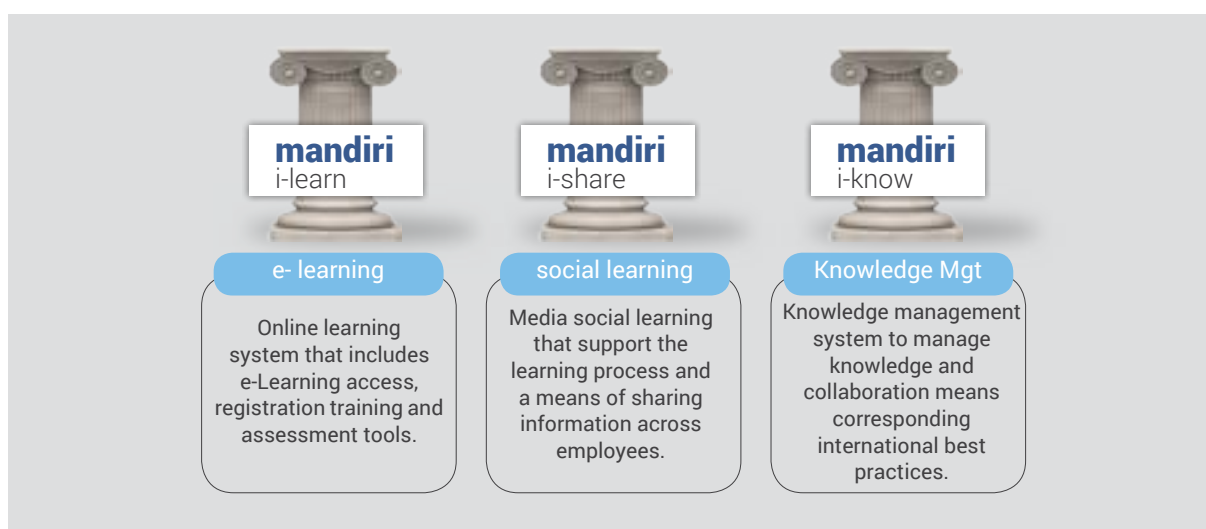 mandiri
i-learn
mandiri
i-share
mandiri
i-know
e- learning
Online learning
system that includes
e-Learning access,
registration training and
assessment tools.
social learning
Media social learning
that support the
learning process and
a means of sharing
information across
employees.
Knowledge Mgt
Knowledge management
system to manage
knowledge and
collaboration means
corresponding
international best
practices.